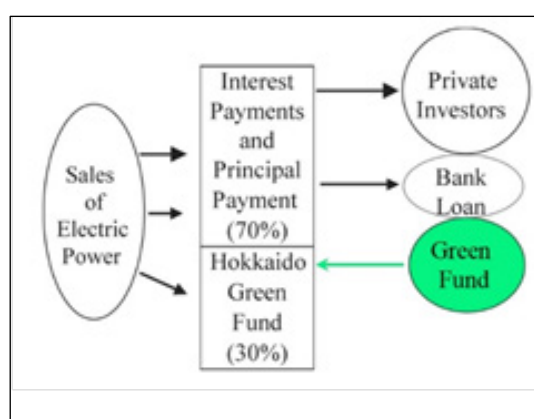 Sales
of
Electric
Power
Interest
Payments
and
Principal
Payment
(70%)
Hokkaido
Green
Fund
(30%)
Private
Investors
Bank
Loan
Green
Fund